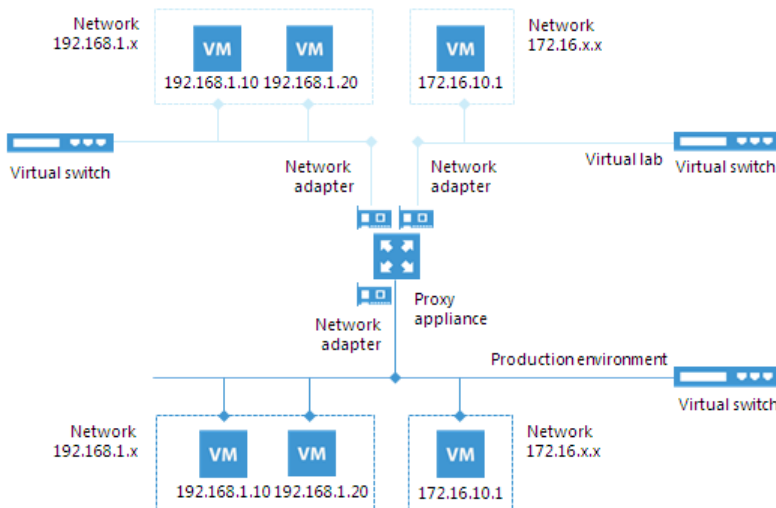 Network
192.168.1.x
VM
VM
192.168.1.10 192.168.1.20
VM
172.16.10.1
Network
172.16.x.x
Virtual switch
Network
adapter
Network
adapter
Virtual lab
Virtual switch
Proxy
appliance
Network
adapter
Production environment
Virtual switch
Network
192.168.1.x
VM
VM
192.168.1.10 192.168.1.20
VM
172.16.10.1
Network
172.16.x.x